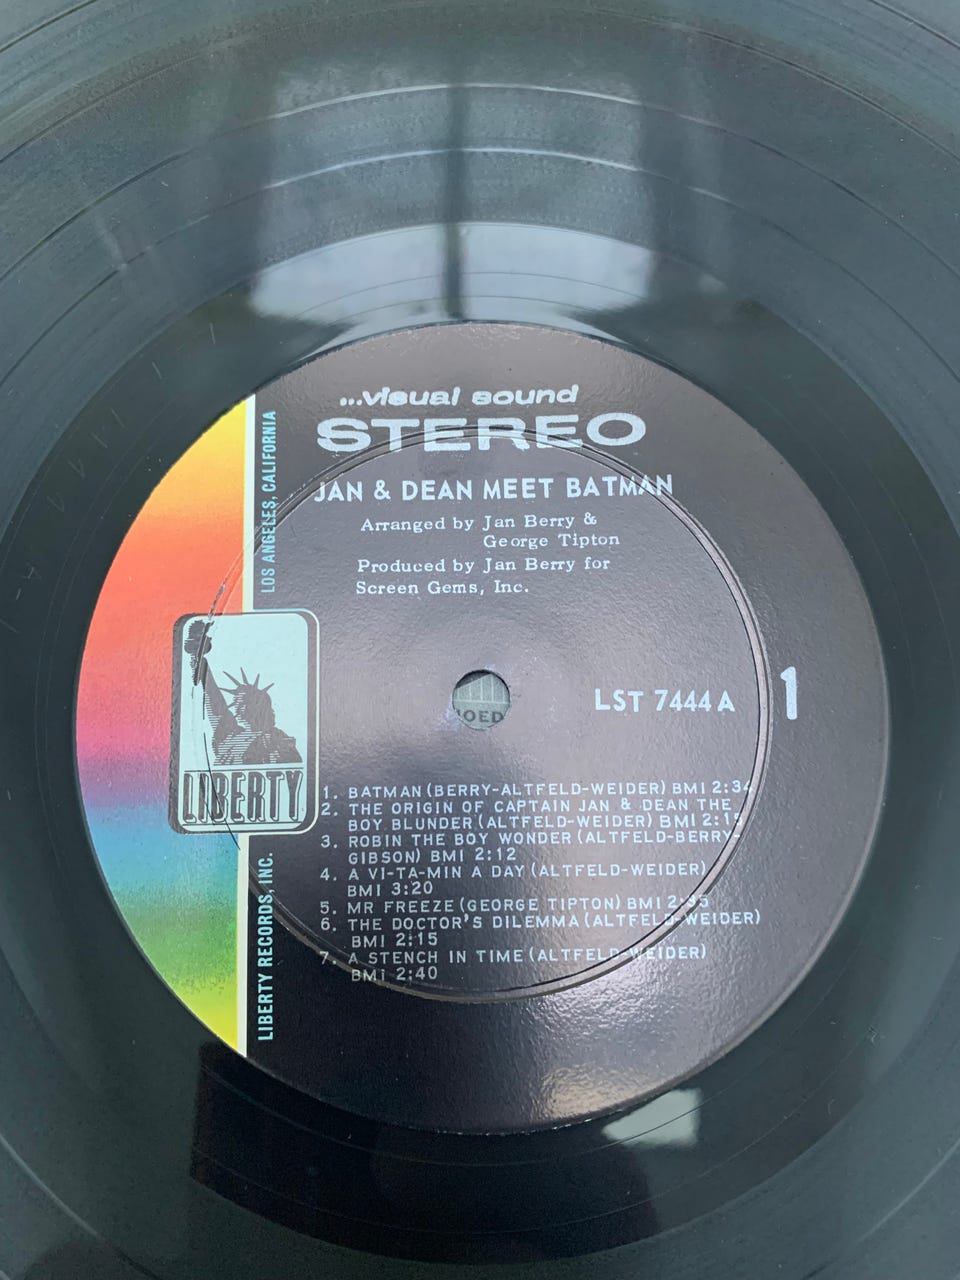 ...visual sound
STEREO
JAN & DEAN MEET BATMAN
Arranged by Jan Berry &
George Tipton
Produced by Jan Berry for
Screen Gems, Inc.
LOS ANGELES, CALIFORNIA
LIBERTY
LIBERTY RECORDS, INC.
LST 7444 A
1
OED
1. BATMAN (BERRY-ALTFELD-WEIDER) BMI 2:34
2. THE ORIGIN OF CAPTAIN JAN & DEAN THE
BOY BLUNDER (ALTFELD-WEIDER) BMI 2:15
3. ROBIN THE BOY WONDER (ALTFELD-BERRY-
GIBSON) BMI 2:12
4. A VI-TA-MIN A DAY (ALTFELD-WEIDER)
BMI 3:20
5. MR FREEZE (GEORGE TIPTON) BMI
6. THE DOCTOR'S DILEMMA (ALTFELD-WEIDER)
BMI 2:15
7. A STENCH IN TIME (ALTFELD-WEIDER)
BMI 2:40